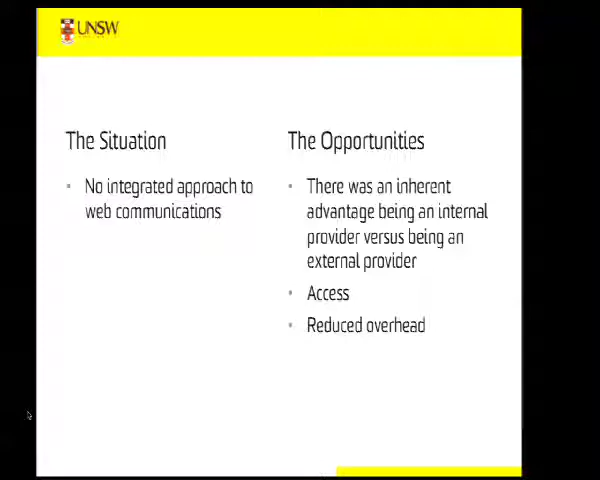 UNSW
The Situation
• No integrated approach to
web communications
The Opportunities
• There was an inherent
advantage being an internal
provider versus being an
external provider
• Access
• Reduced overhead